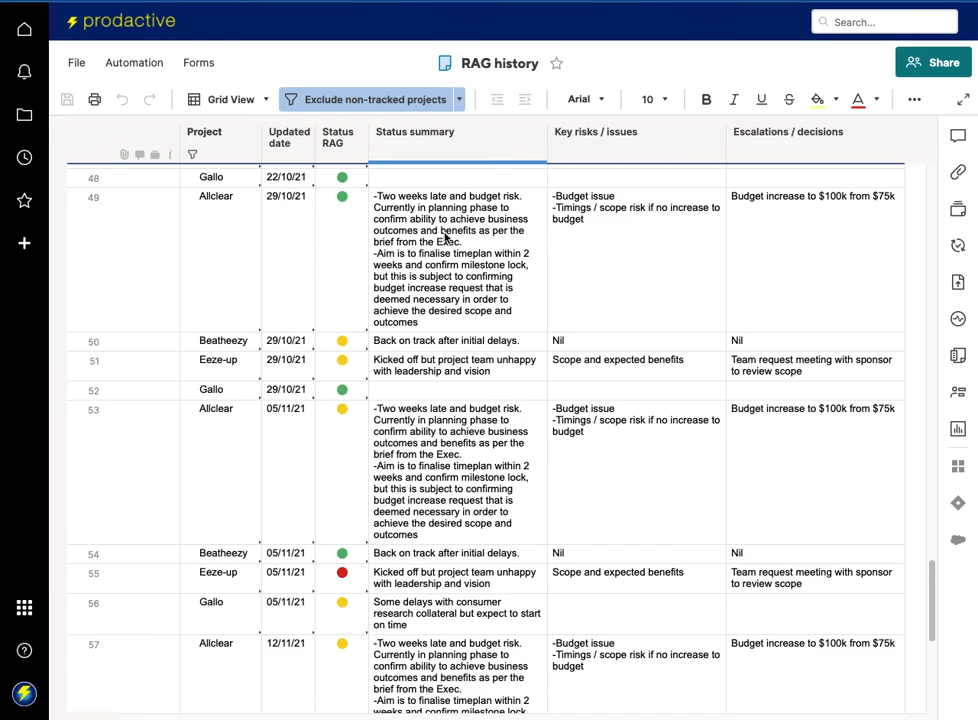 prodactive
Search...
File Automation Forms
RAG history
Share
Grid View
Exclude non-tracked projects
Arial
10
B I U S A
Project
Updated date
Status RAG
Status summary
Key risks / issues
Escalations / decisions
48 Gallo 22/10/21
49 Allclear 29/10/21
-Two weeks late and budget risk.
Currently in planning phase to
confirm ability to achieve business
outcomes and benefits as per the
brief from the Exec.
-Aim is to finalise timeplan within 2
weeks and confirm milestone lock,
but this is subject to confirming
budget increase request that is
deemed necessary in order to
achieve the desired scope and
outcomes
-Budget issue
-Timings / scope risk if no increase to
budget
Budget increase to $100k from $75k
50 Beatheezy 29/10/21 Back on track after initial delays. Nil Nil
51 Eeze-up 29/10/21
Kicked off but project team unhappy
with leadership and vision
Scope and expected benefits
Team request meeting with sponsor
to review scope
52 Gallo 29/10/21
53 Allclear 05/11/21
-Two weeks late and budget risk.
Currently in planning phase to
confirm ability to achieve business
outcomes and benefits as per the
brief from the Exec.
-Aim is to finalise timeplan within 2
weeks and confirm milestone lock,
but this is subject to confirming
budget increase request that is
deemed necessary in order to
achieve the desired scope and
outcomes
-Budget issue
-Timings / scope risk if no increase to
budget
Budget increase to $100k from $75k
54 Beatheezy 05/11/21 Back on track after initial delays. Nil Nil
55 Eeze-up 05/11/21
Kicked off but project team unhappy
with leadership and vision
Scope and expected benefits
Team request meeting with sponsor
to review scope
56 Gallo 05/11/21
Some delays with consumer
research collateral but expect to start
on time
57 Allclear 12/11/21
-Two weeks late and budget risk.
Currently in planning phase to
confirm ability to achieve business
outcomes and benefits as per the
brief from the Exec.
-Aim is to finalise timeplan within 2
weeks and confirm milestone lock,
-Budget issue
-Timings / scope risk if no increase to
budget
Budget increase to $100k from $75k